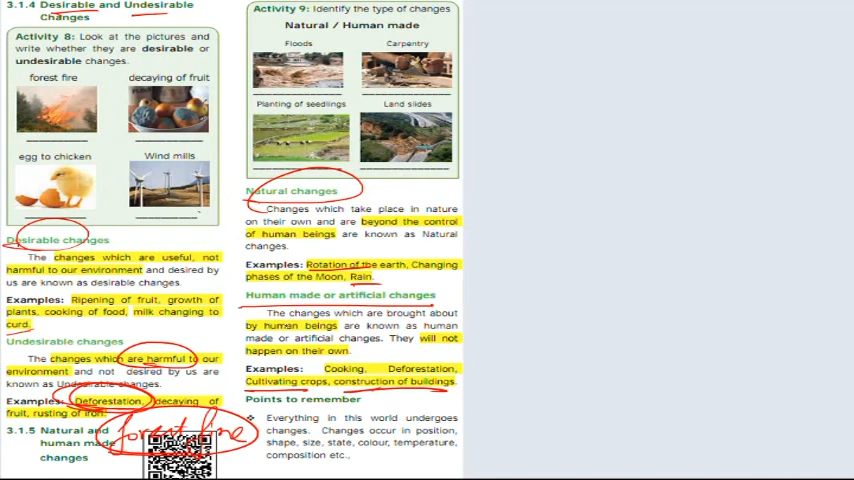 3.1.4 Desirable and Undesirable
Changes
Activity 8: Look at the pictures and
write whether they are desirable or
undesirable changes.
forest fire
decaying of fruit
egg to chicken
Wind mills
Desirable changes
The changes which are useful, not
harmful to our environment and desired by
us are known as desirable changes.
Examples: Ripening of fruit, growth of
plants, cooking of food, milk changing to
curd.
Undesirable changes
The changes which are harmful to our
environment and not desired by us are
known as Undesirable changes.
Examples: Deforestation, decaying of
fruit, rusting of iron.
forest fire
3.1.5 Natural and
human made
changes
Activity 9: Identify the type of changes
Natural / Human made
Floods
Carpentry
Planting of seedlings
Land slides
Natural changes
Changes which take place in nature
on their own and are beyond the control
of human beings are known as Natural
changes.
Examples: Rotation of the earth, Changing
phases of the Moon, Rain.
Human made or artificial changes
The changes which are brought about
by human beings are known as human
made or artificial changes. They will not
happen on their own.
Examples: Cooking, Deforestation,
Cultivating crops, construction of buildings.
Points to remember
❖ Everything in this world undergoes
changes. Changes occur in position,
shape, size, state, colour, temperature,
composition etc.,